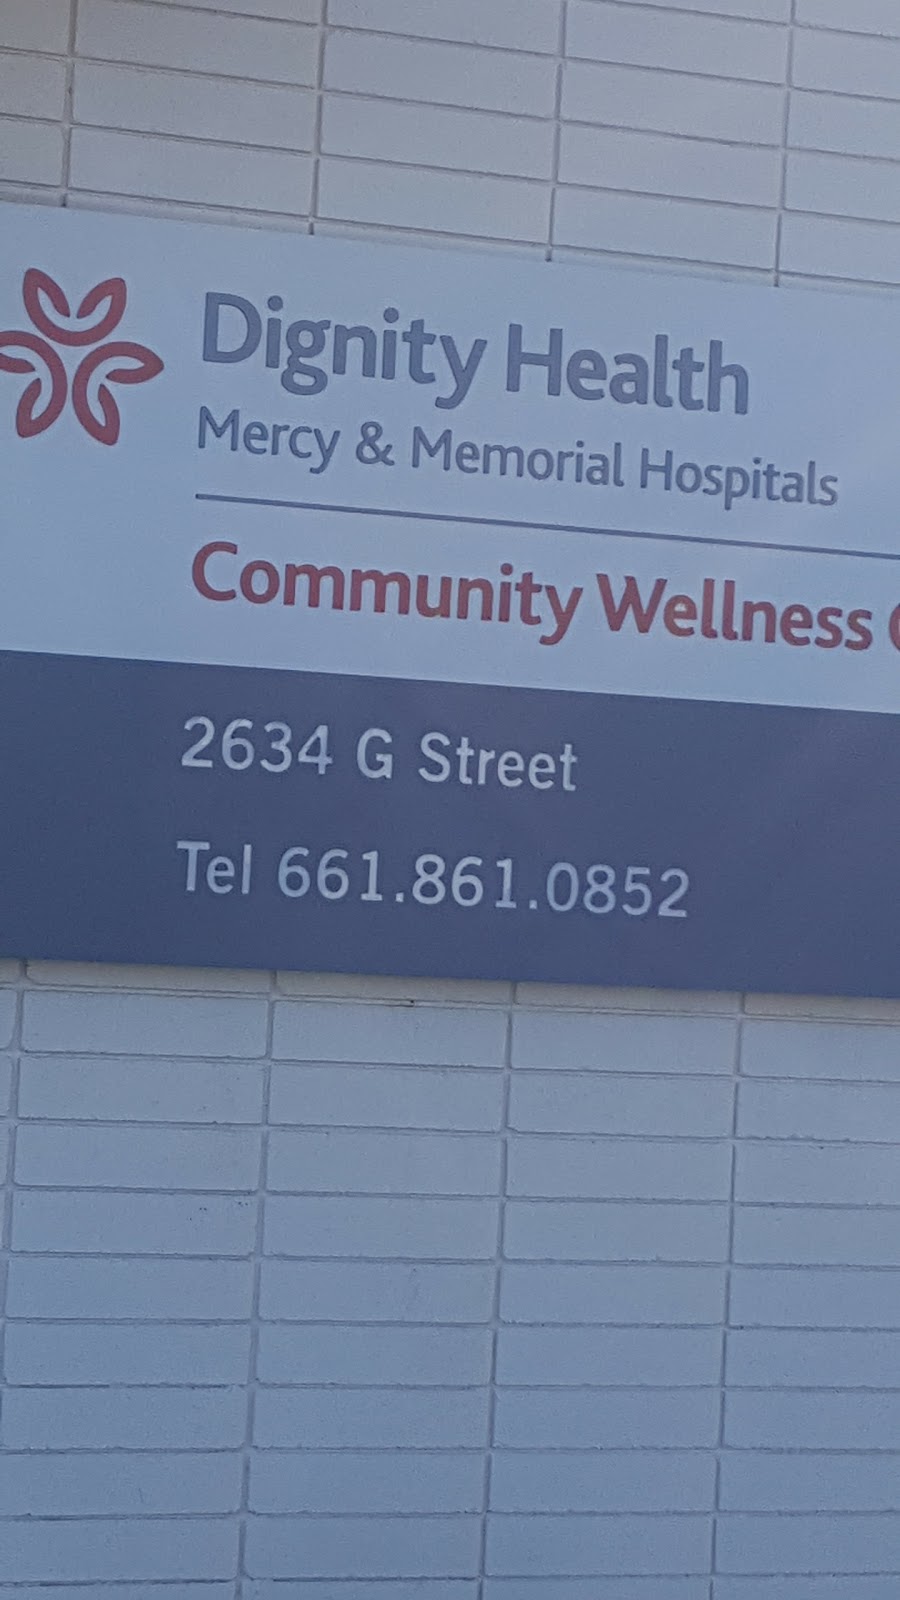 Dignity Health
Mercy & Memorial Hospitals
Community Wellness
2634 G Street
Tel 661.861.0852